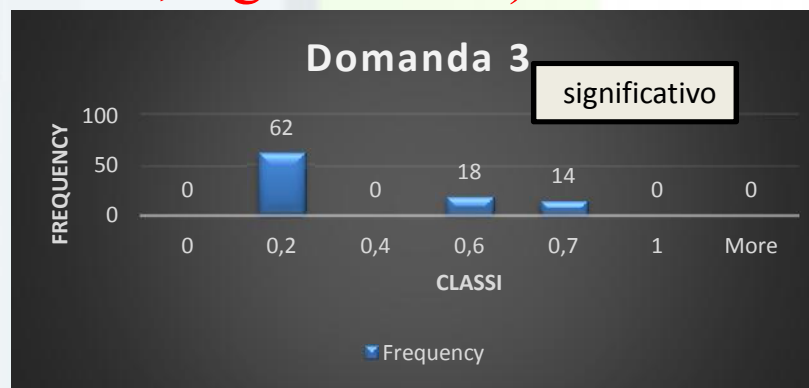 Domanda 3
significativo
FREQUENCY
100
50
0
0
62
0
18
14
0
0
0 0,2 0,4 0,6 0,7 1 More
CLASSI
Frequency